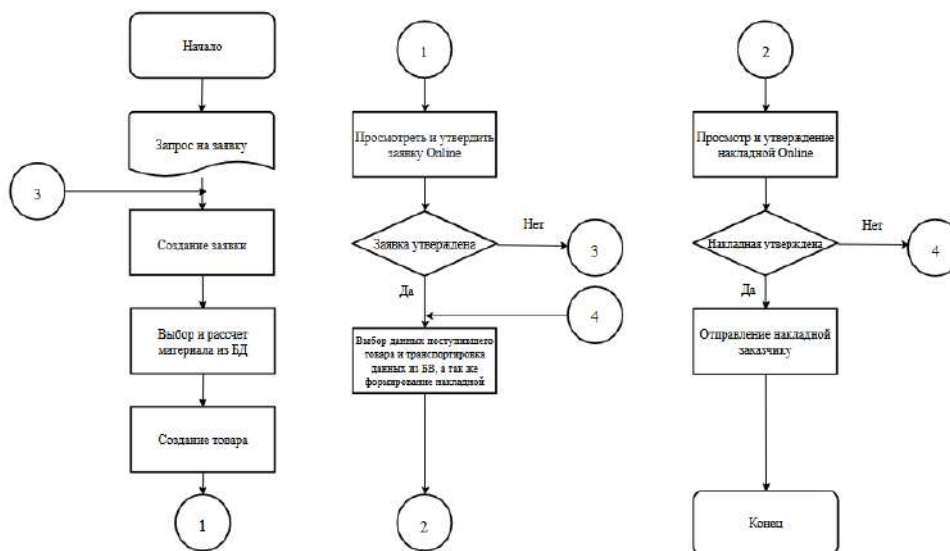 Начало
Запрос на заявку
3
Создание заявки
Выбор и рассчет
материала из БД
Создание товара
1
1
Просмотреть и утвердить
заявку Online
Заявка утверждена
Нет
3
Да
4
Выбор данных поступившего
товара и транспортировка
данных из БВ, а так же
формирование накладной
2
2
Просмотр и утверждение
накладной Online
Накладная утверждена
Нет
4
Да
Отправление накладной
заказчику
Конец